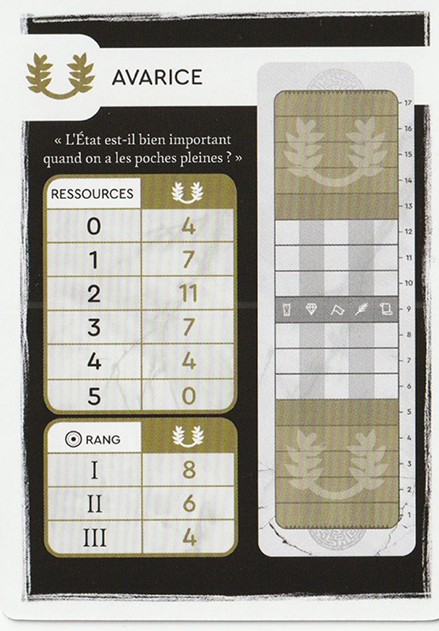 AVARICE
« L'État est-il bien important
quand on a les poches pleines ? »
RESSOURCES
0 4
1 7
2 11
3 7
4 4
5 0
RANG
I 8
II 6
III 4
17
16
15
14
13
12
11
10
9
8
7
6
5
4
3
2
1